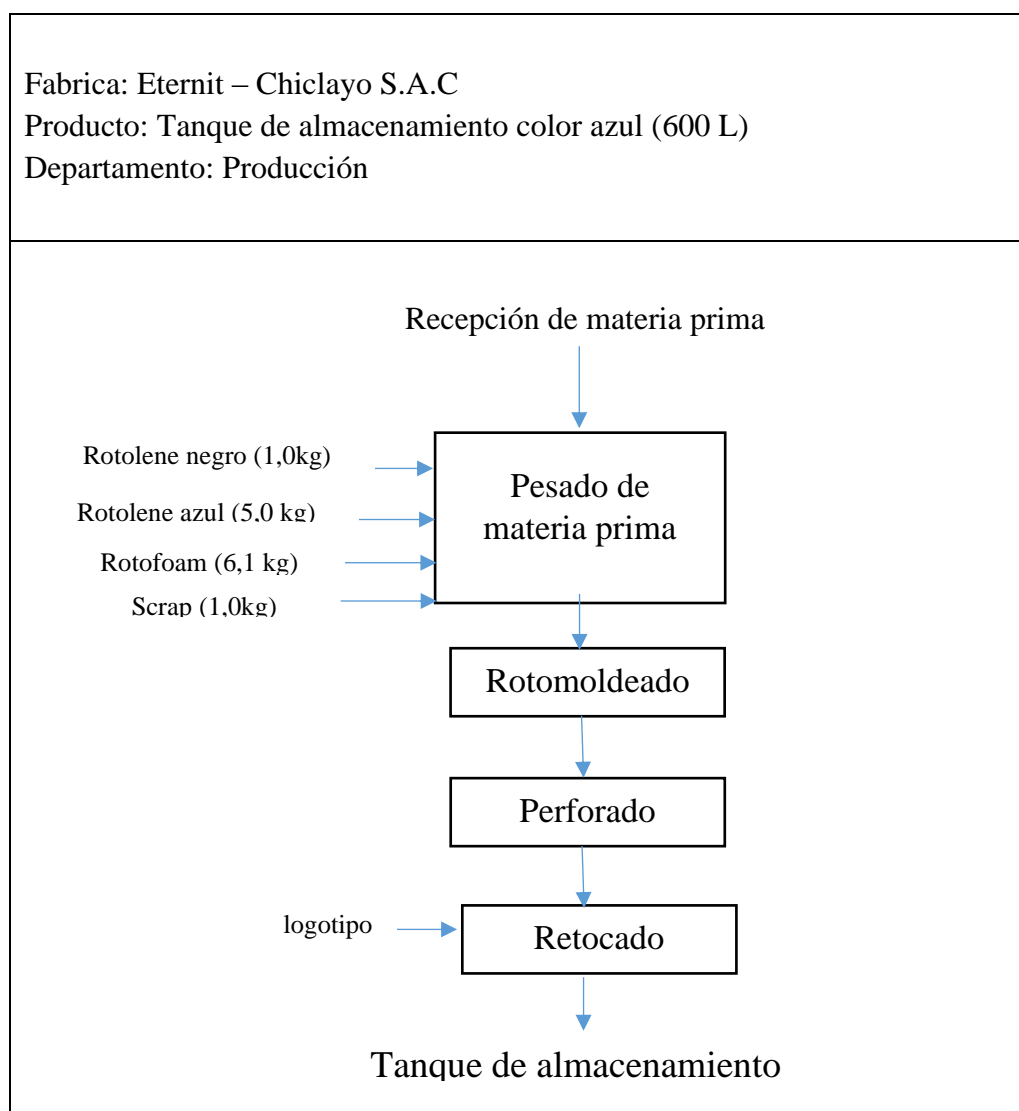 Fabrica: Eternit – Chiclayo S.A.C
Producto: Tanque de almacenamiento color azul (600 L)
Departamento: Producción
Recepción de materia prima
Rotolene negro (1,0kg)
Rotolene azul (5,0 kg)
Rotofoam (6,1 kg)
Scrap (1,0kg)
Pesado de
materia prima
Rotomoldeado
Perforado
logotipo
Retocado
Tanque de almacenamiento